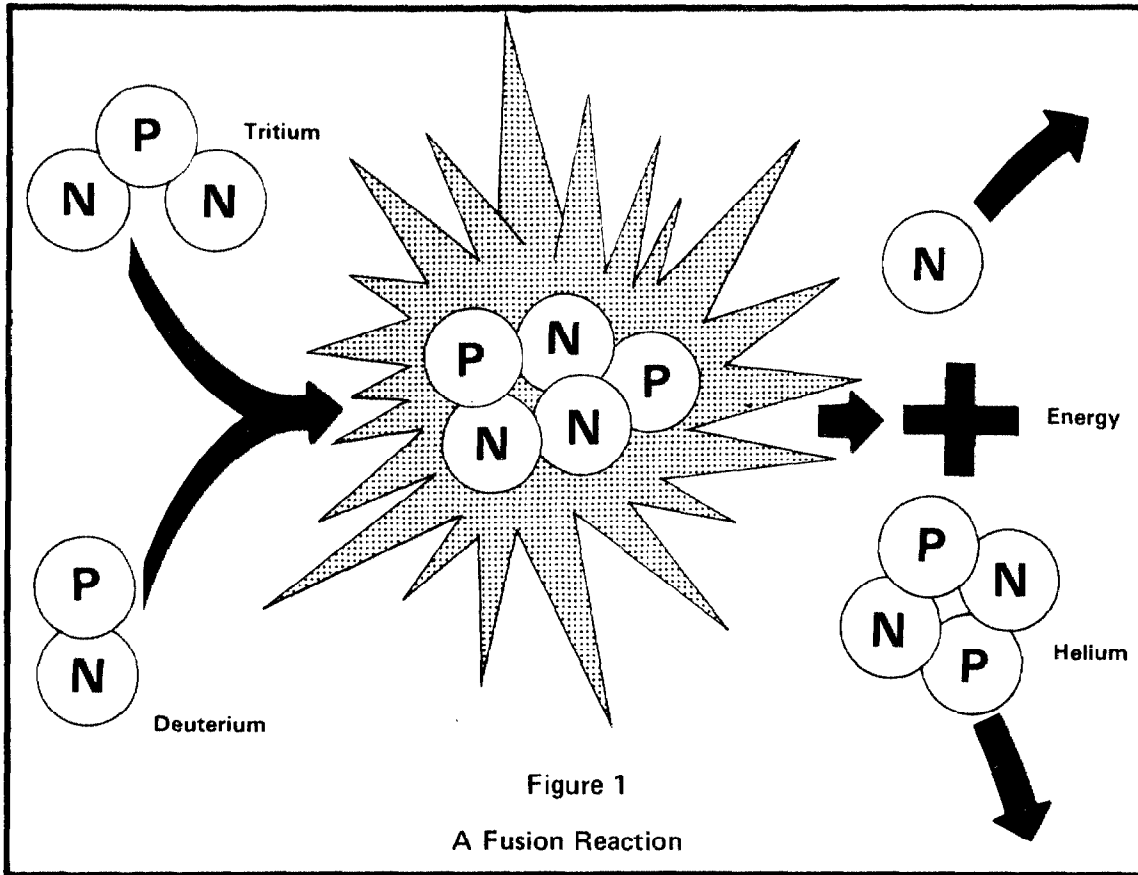 P
Tritium
N
N
P
N
Deuterium
P
N
P
N
N
N
Energy
P
N
N
P
Helium
Figure 1
A Fusion Reaction